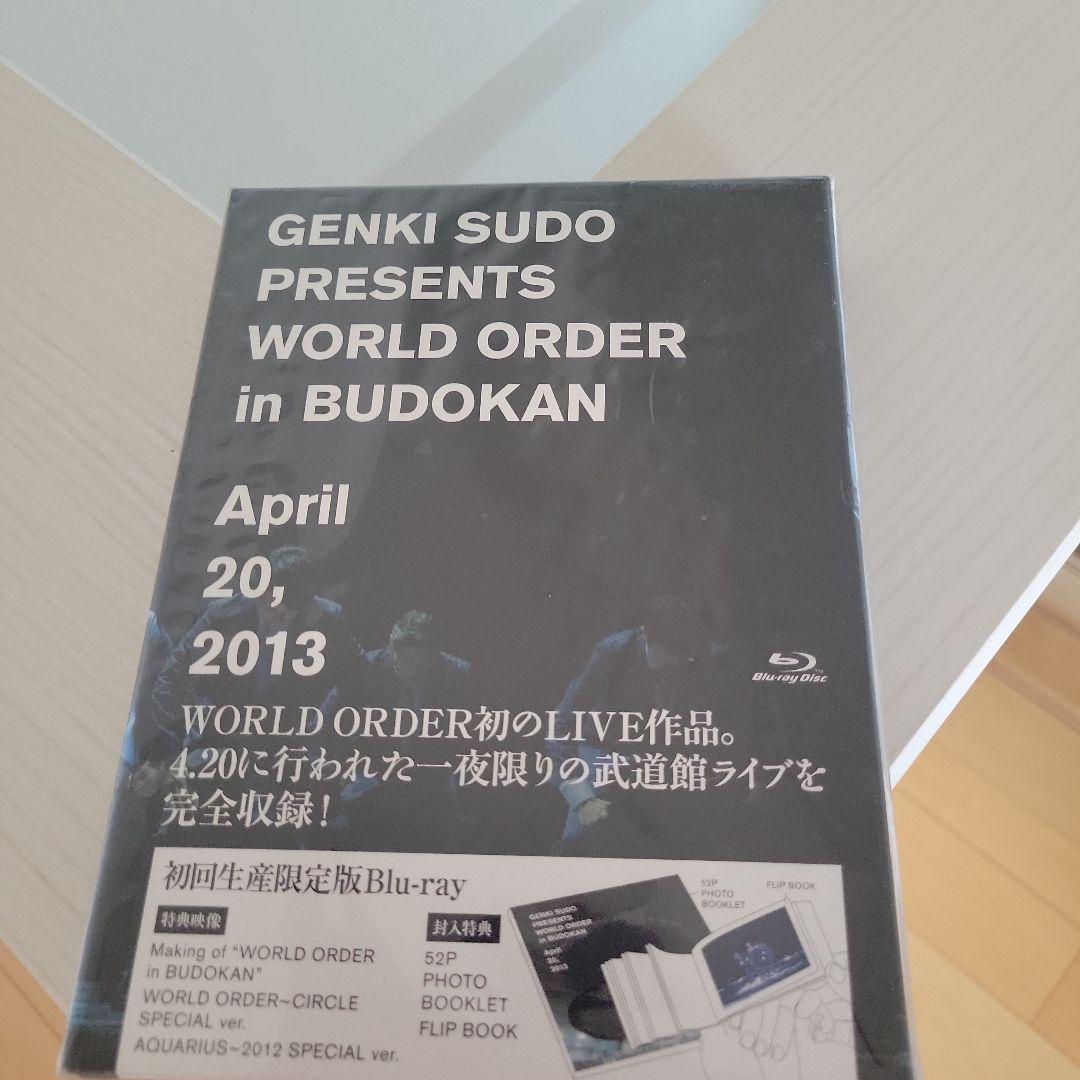 GENKI SUDO
PRESENTS
WORLD ORDER
in BUDOKAN
April
20,
2013
Blu-ray Disc
TM
WORLD ORDER初のLIVE作品。
4.20に行われた一夜限りの武道館ライブを
完全収録!
初回生産限定版Blu-ray
特典映像
Making of "WORLD ORDER
in BUDOKAN"
WORLD ORDER~CIRCLE
SPECIAL ver.
AQUARIUS~2012 SPECIAL ver.
封入特典
52P
PHOTO
BOOKLET
FLIP BOOK
GENKI SUDO
PRESENTS
WORLD ORDER
in BUDOKAN
April
20,
2013
52P
PHOTO
BOOKLET
FLIP BOOK